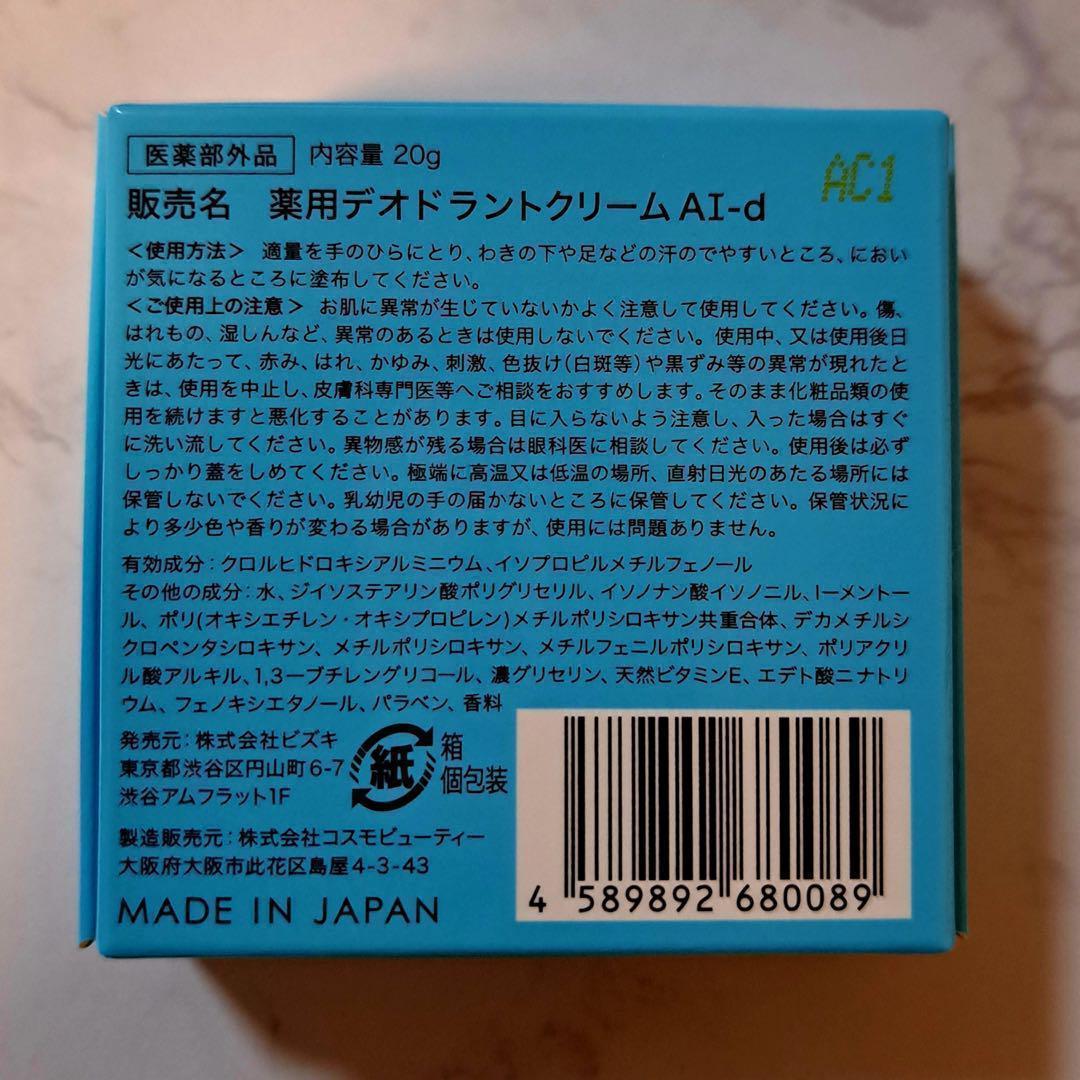 医薬部外品 内容量 20g
AC1
販売名 薬用デオドラントクリームAI-d
＜使用方法＞ 適量を手のひらにとり、わきの下や足などの汗のでやすいところ、におい
が気になるところに塗布してください。
＜ご使用上の注意＞ お肌に異常が生じていないかよく注意して使用してください。傷、
はれもの、湿しんなど、異常のあるときは使用しないでください。使用中、又は使用後日
光にあたって、赤み、はれ、かゆみ、刺激、色抜け(白斑等)や黒ずみ等の異常が現れたと
きは、使用を中止し、皮膚科専門医等へご相談をおすすめします。そのまま化粧品類の使
用を続けますと悪化することがあります。目に入らないよう注意し、入った場合はすぐ
に洗い流してください。異物感が残る場合は眼科医に相談してください。使用後は必ず
しっかり蓋をしめてください。極端に高温又は低温の場所、直射日光のあたる場所には
保管しないでください。乳幼児の手の届かないところに保管してください。保管状況に
より多少色や香りが変わる場合がありますが、使用には問題ありません。
有効成分：クロルヒドロキシアルミニウム、イソプロピルメチルフェノール
その他の成分：水、ジイソステアリン酸ポリグリセリル、イソノナン酸イソノニル、l－メントー
ル、ポリ(オキシエチレン・オキシプロピレン)メチルポリシロキサン共重合体、デカメチルシ
クロペンタシロキサン、メチルポリシロキサン、メチルフェニルポリシロキサン、ポリアクリ
ル酸アルキル、1,3－ブチレングリコール、濃グリセリン、天然ビタミンE、エデト酸二ナトリ
ウム、フェノキシエタノール、パラベン、香料
発売元：株式会社ビズキ
東京都渋谷区円山町6-7
渋谷アムフラット1F
紙
箱
個包装
製造販売元：株式会社コスモビューティー
大阪府大阪市此花区島屋4-3-43
MADE IN JAPAN
4 589892 680089